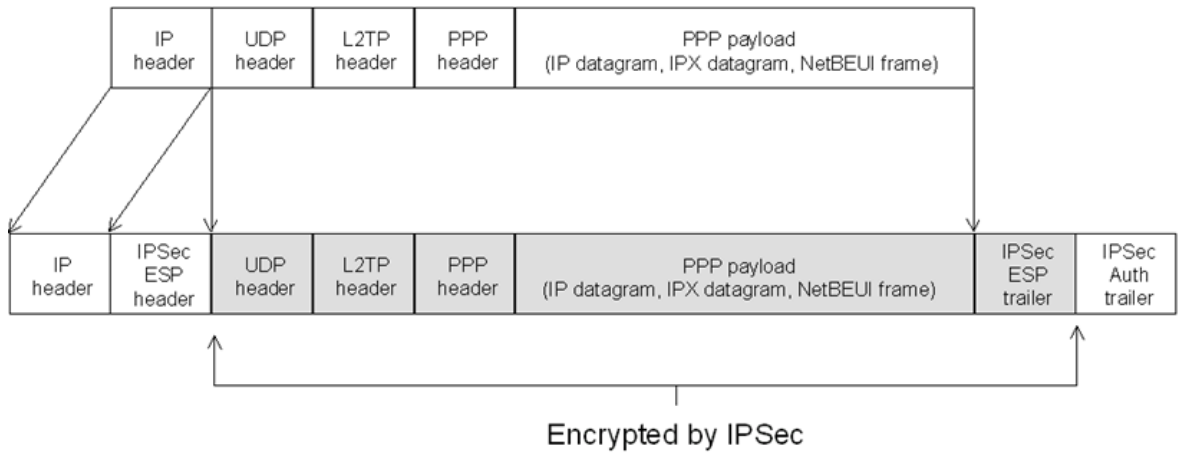 IP
header
UDP
header
L2TP
header
PPP
header
PPP payload
(IP datagram, IPX datagram, NetBEUI frame)
IP
header
IPSec
ESP
header
UDP
header
L2TP
header
PPP
header
PPP payload
(IP datagram, IPX datagram, NetBEUI frame)
IPSec
ESP
trailer
IPSec
Auth
trailer
Encrypted by IPSec